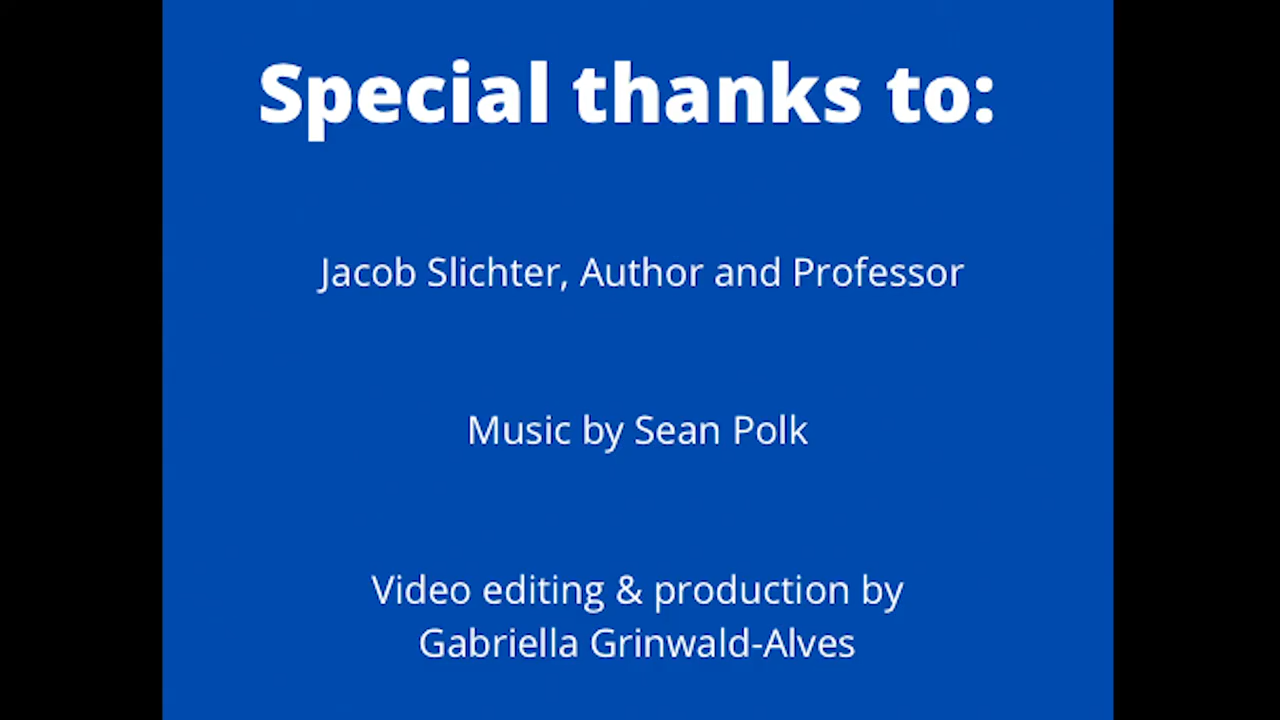 Special thanks to:
Jacob Slichter, Author and Professor
Music by Sean Polk
Video editing & production by
Gabriella Grinwald-Alves